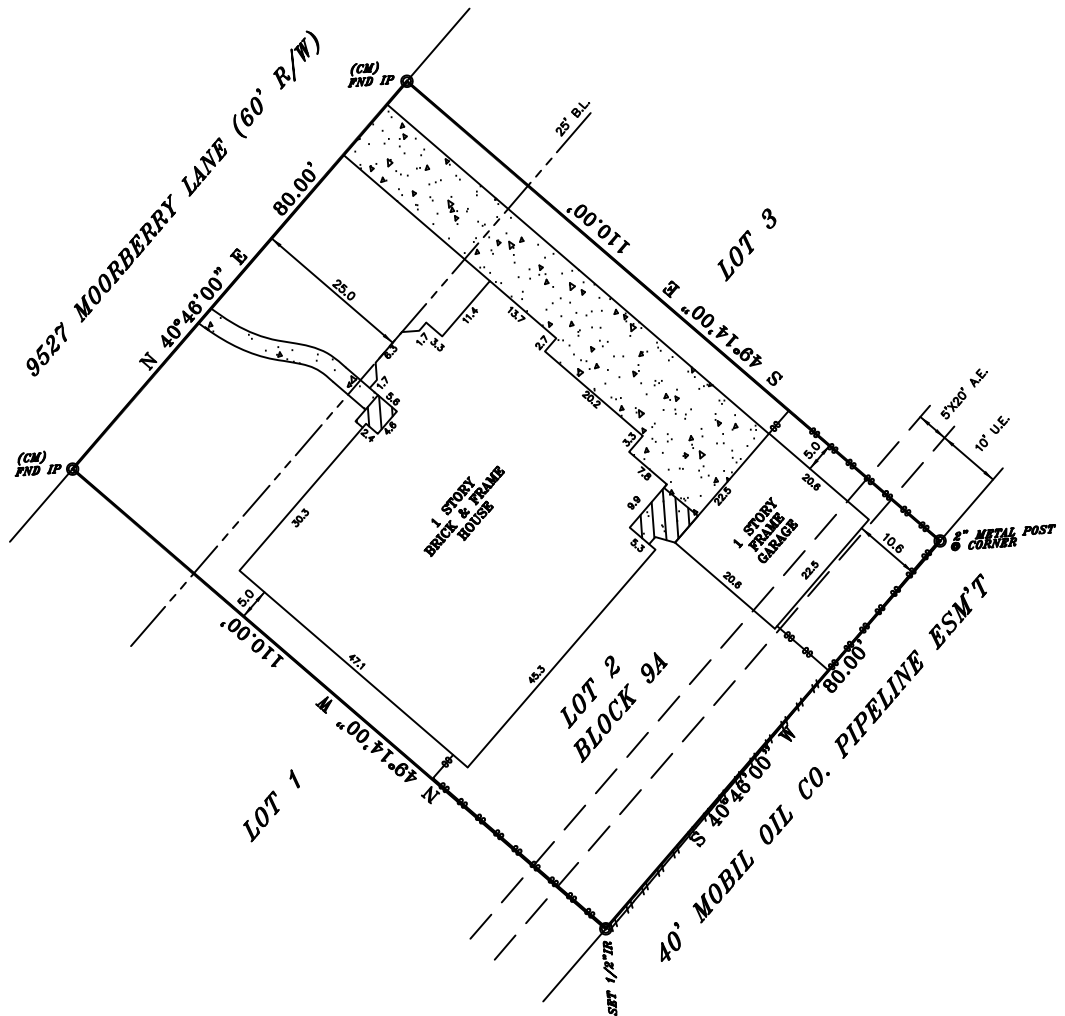 (CM)
FND IP
9527 MOORBERRY LANE (60' R/W)
80.00'
N 40°46'00" E
25' B.L.
110.00'
S 49°14'00" E
LOT 3
25.0
11.4
13.7
1.7
3.3
6.3
2.7
1.7
5.6
20.2
2.4
4.6
3.3
7.8
5'X20' A.E.
10' U.E.
(CM)
FND IP
5.0
20.6
22.5
9.9
5.3
1 STORY
BRICK & FRAME
HOUSE
1 STORY
FRAME
GARAGE
30.3
10.6
2" METAL POST
@ CORNER
22.5
20.6
5.0
110.00'
47.1
45.3
LOT 2
BLOCK 9A
80.00'
N 49°14'00" W
S 40°46'00" W
LOT 1
40' MOBIL OIL CO. PIPELINE ESM'T
SET 1/2"IR